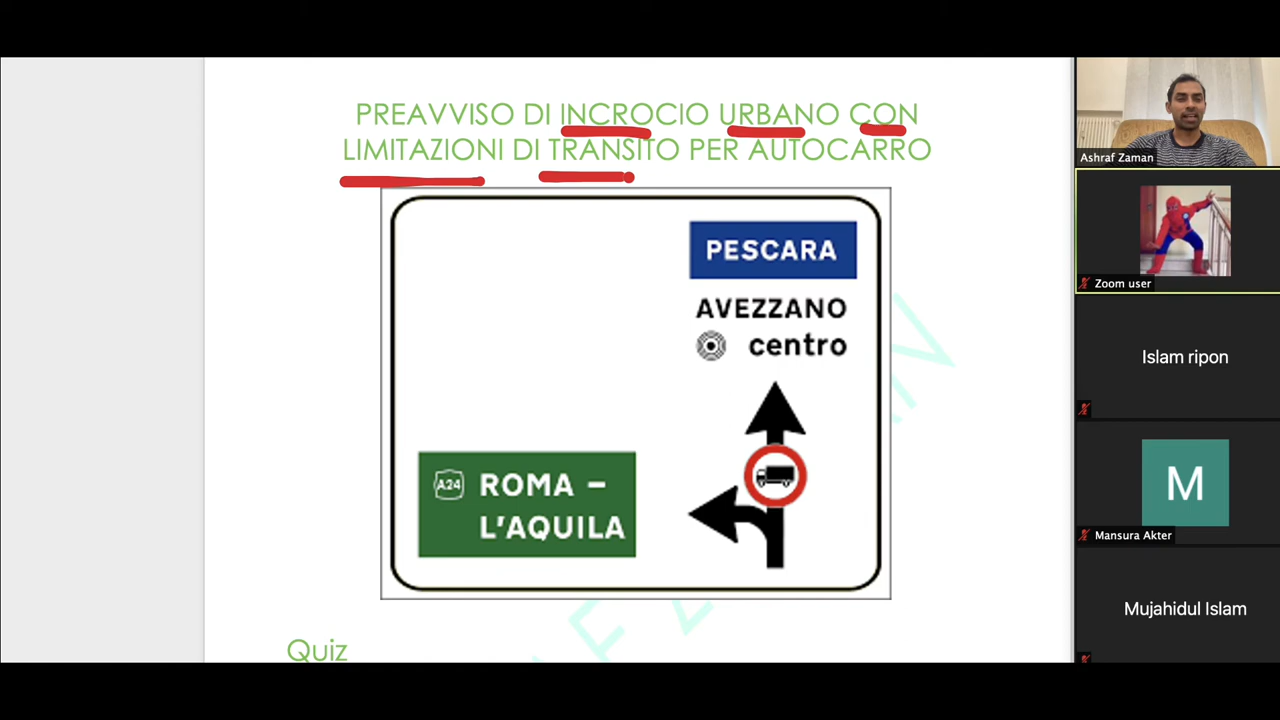 PREAVVISO DI INCROCIO URBANO CON
LIMITAZIONI DI TRANSITO PER AUTOCARRO
PESCARA
AVEZZANO
centro
A24 ROMA –
L'AQUILA
Quiz
Ashraf Zaman
Zoom user
Islam ripon
M
Mansura Akter
Mujahidul Islam